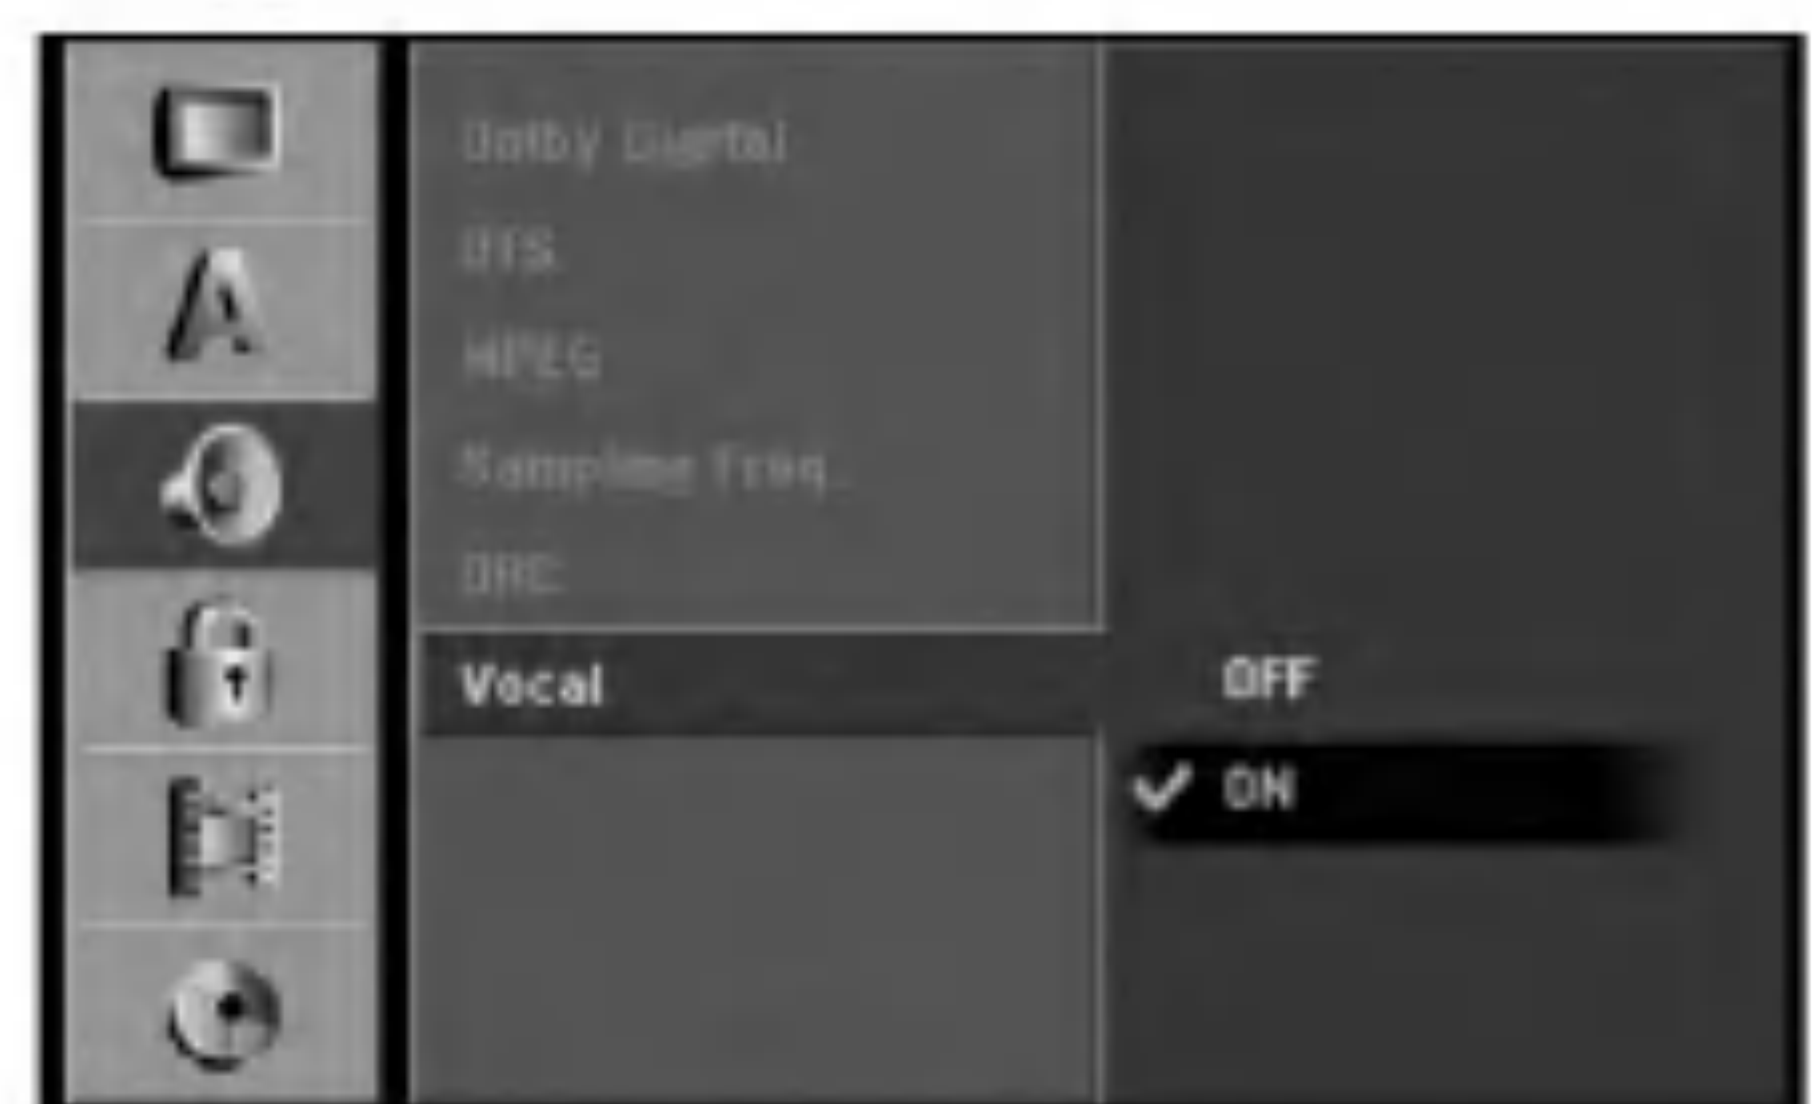 Dolby Digital
DTS
MPEG
Sampling Freq.
DRC
Vocal
OFF
ON